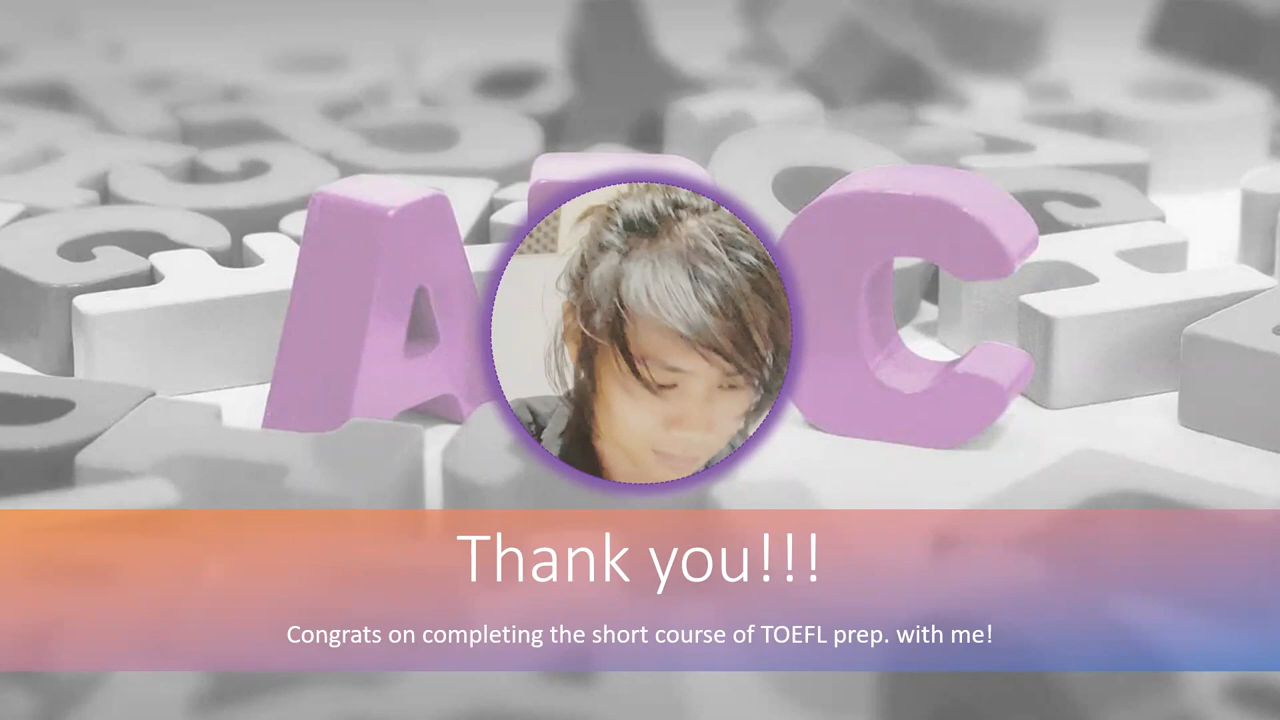 A C
Thank you!!!
Congrats on completing the short course of TOEFL prep. with me!